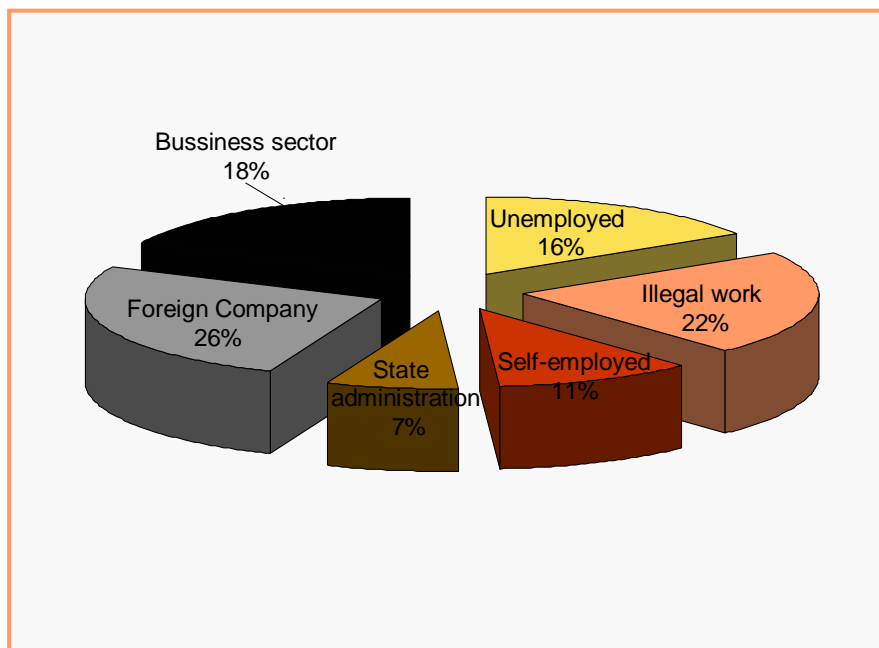 Bussiness sector
18%
Unemployed
16%
Illegal work
22%
Foreign Company
26%
State
administration
7%
Self-employed
11%